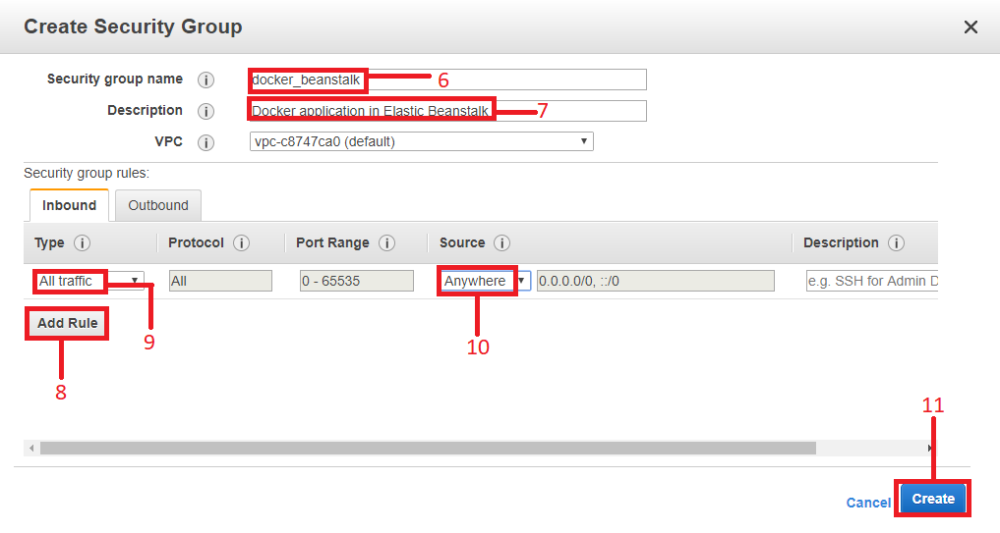 Create Security Group ×
Security group name i docker_beanstalk 6
Description i Docker application in Elastic Beanstalk 7
VPC i vpc-c8747ca0 (default)
Security group rules:
Inbound Outbound
Type i Protocol i Port Range i Source i Description i
All traffic All 0 - 65535 Anywhere 0.0.0.0/0, ::/0 e.g. SSH for Admin D
Add Rule 9 10
8
11
Cancel Create